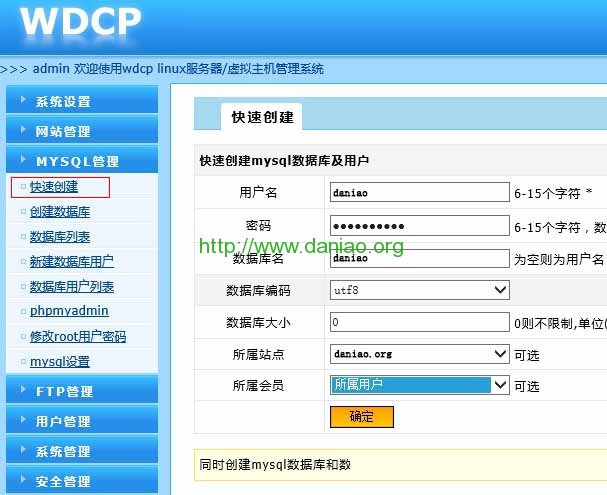 WDCP
>>> admin 欢迎使用wdcp linux服务器/虚拟主机管理系统
系统设置
网站管理
MYSQL管理
快速创建
创建数据库
数据库列表
新建数据库用户
数据库用户列表
phpmyadmin
修改root用户密码
mysql设置
FTP管理
用户管理
系统管理
安全管理
快速创建
快速创建mysql数据库及用户
用户名 daniao 6-15个字符 *
密码 ●●●●●●●●●● 6-15个字符，数
http://www.daniao.org
数据库名 daniao 为空则为用户名
数据库编码 utf8
数据库大小 0 0则不限制,单位(
所属站点 daniao.org 可选
所属会员 所属用户 可选
确定
同时创建mysql数据库和数